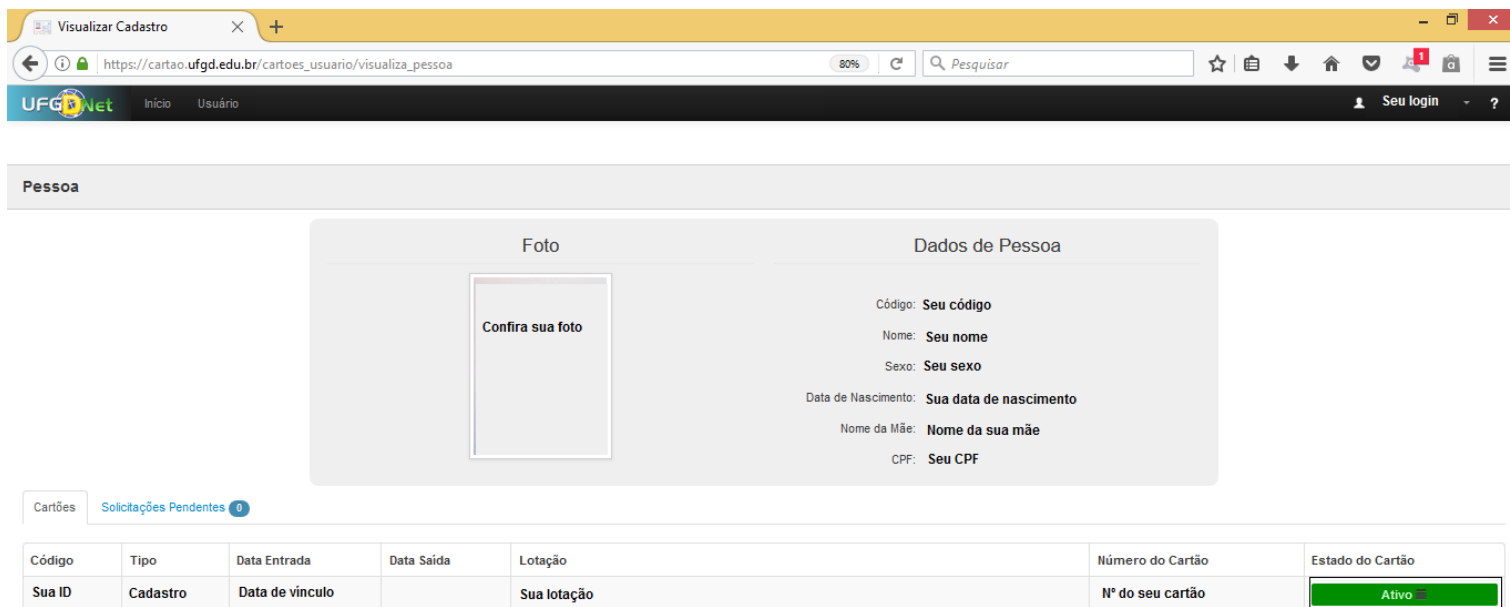 Visualizar Cadastro
https://cartao.ufgd.edu.br/cartoes_usuario/visualiza_pessoa 80% Pesquisar 1
UFGDNet Início Usuário Seu login ?
Pessoa
Foto Dados de Pessoa
Confira sua foto
Código: Seu código
Nome: Seu nome
Sexo: Seu sexo
Data de Nascimento: Sua data de nascimento
Nome da Mãe: Nome da sua mãe
CPF: Seu CPF
Cartões Solicitações Pendentes 0
Código Tipo Data Entrada Data Saída Lotação Número do Cartão Estado do Cartão
Sua ID Cadastro Data de vínculo Sua lotação Nº do seu cartão Ativo